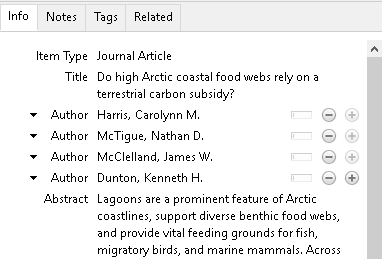 Info Notes Tags Related
Item Type Journal Article
Title Do high Arctic coastal food webs rely on a
terrestrial carbon subsidy?
Author Harris, Carolynn M.
Author McTigue, Nathan D.
Author McClelland, James W.
Author Dunton, Kenneth H.
Abstract Lagoons are a prominent feature of Arctic
coastlines, support diverse benthic food webs,
and provide vital feeding grounds for fish,
migratory birds, and marine mammals. Across